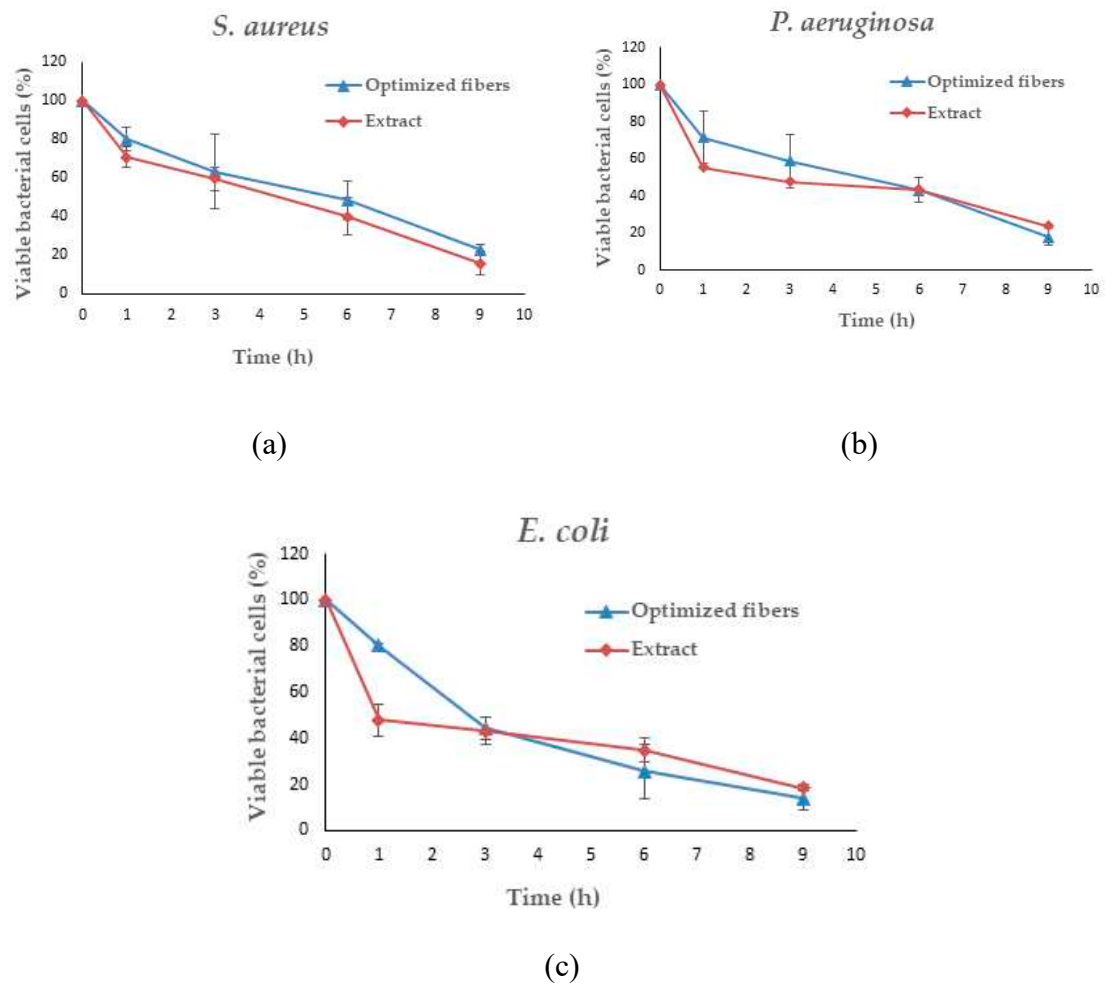 S. aureus
Viable bacterial cells (%)
120
100
80
60
40
20
0
Optimized fibers
Extract
0 1 2 3 4 5 6 7 8 9 10
Time (h)
(a)
P. aeruginosa
Viable bacterial cells (%)
120
100
80
60
40
20
0
Optimized fibers
Extract
0 1 2 3 4 5 6 7 8 9 10
Time (h)
(b)
E. coli
Viable bacterial cells (%)
120
100
80
60
40
20
0
Optimized fibers
Extract
0 1 2 3 4 5 6 7 8 9 10
Time (h)
(c)